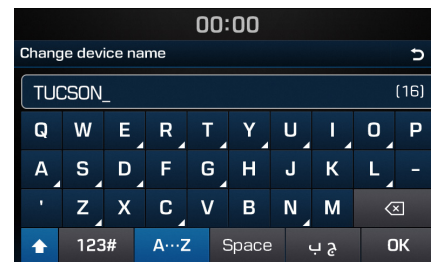 00:00
Change device name
TUCSON_ (16)
Q W E R T Y U I O P
A S D F G H J K L -
' Z X C V B N M
123# A···Z Space ج ب OK